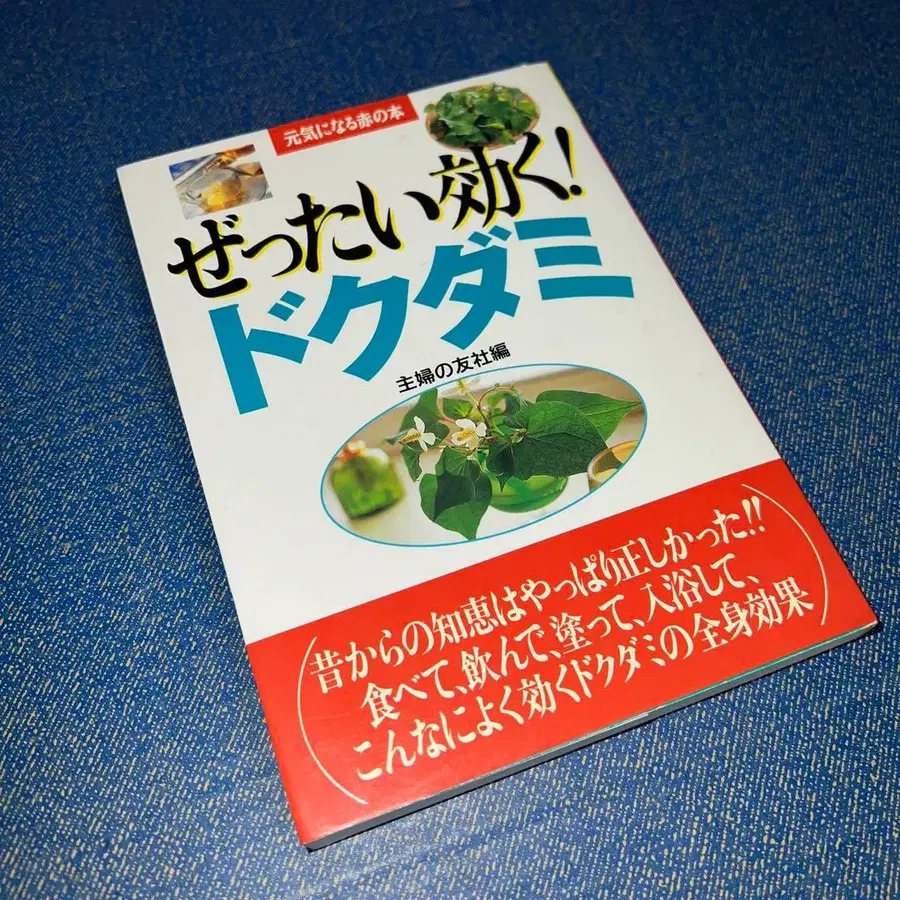 元気になる赤の本
ぜったい効く!
ドクダミ
主婦の友社編
昔からの知恵はやっぱり正しかった!!
食べて、飲んで、塗って、入浴して、
こんなによく効くドクダミの全身効果